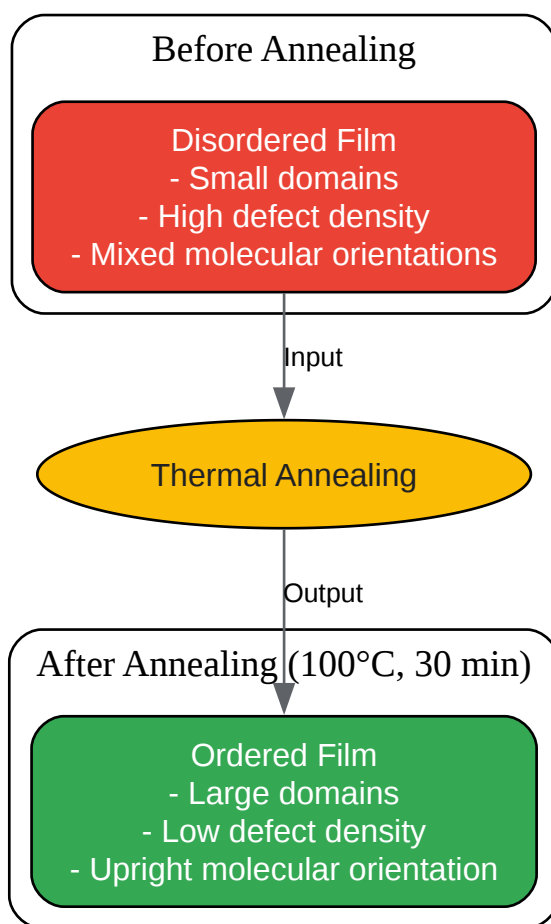 Before Annealing
Disordered Film
- Small domains
- High defect density
- Mixed molecular orientations
Input
Thermal Annealing
Output
After Annealing (100°C, 30 min)
Ordered Film
- Large domains
- Low defect density
- Upright molecular orientation